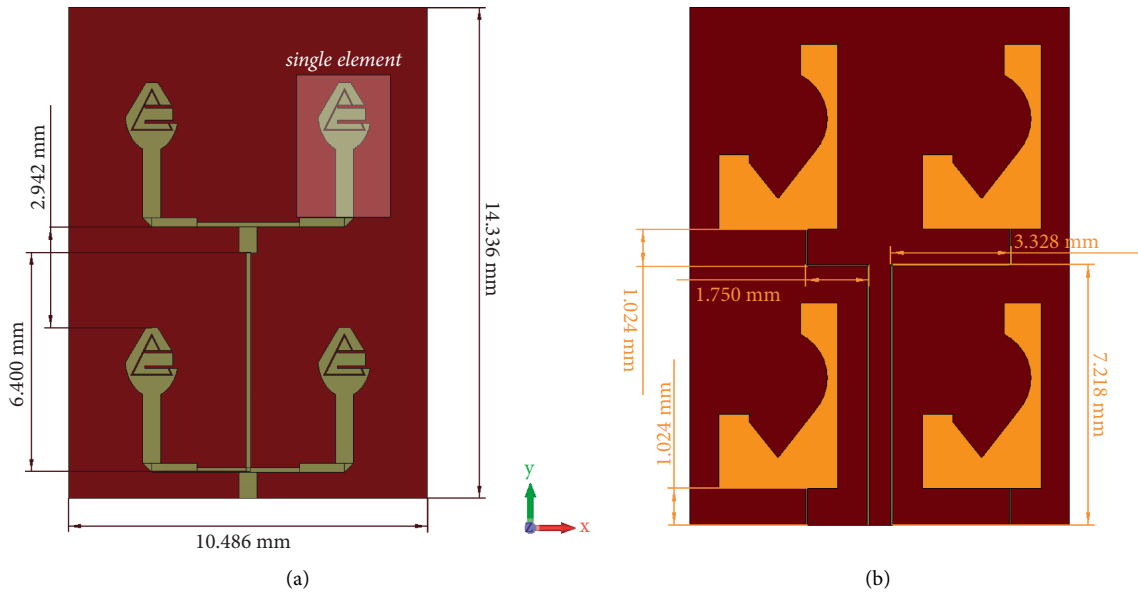 single element
2.942 mm
6.400 mm
14.336 mm
10.486 mm
y
z
x
(a)
3.328 mm
1.750 mm
1.024 mm
1.024 mm
7.218 mm
(b)